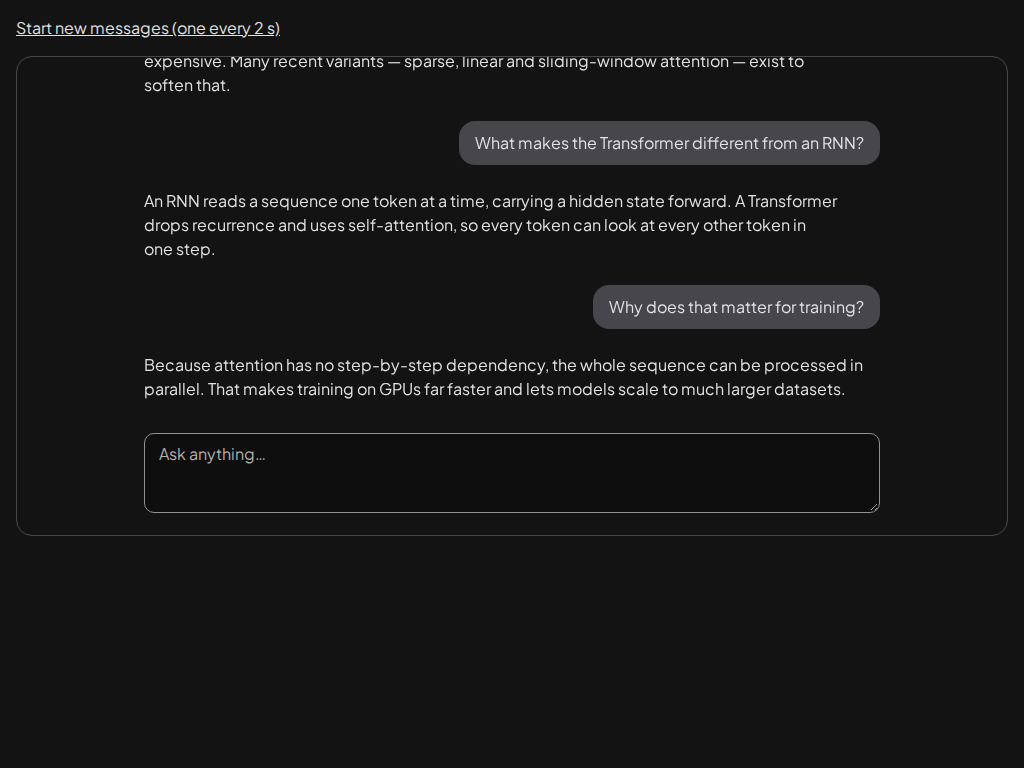 Start new messages (one every 2 s)
expensive. Many recent variants — sparse, linear and sliding-window attention — exist to
soften that.
What makes the Transformer different from an RNN?
An RNN reads a sequence one token at a time, carrying a hidden state forward. A Transformer
drops recurrence and uses self-attention, so every token can look at every other token in
one step.
Why does that matter for training?
Because attention has no step-by-step dependency, the whole sequence can be processed in
parallel. That makes training on GPUs far faster and lets models scale to much larger datasets.
Ask anything…